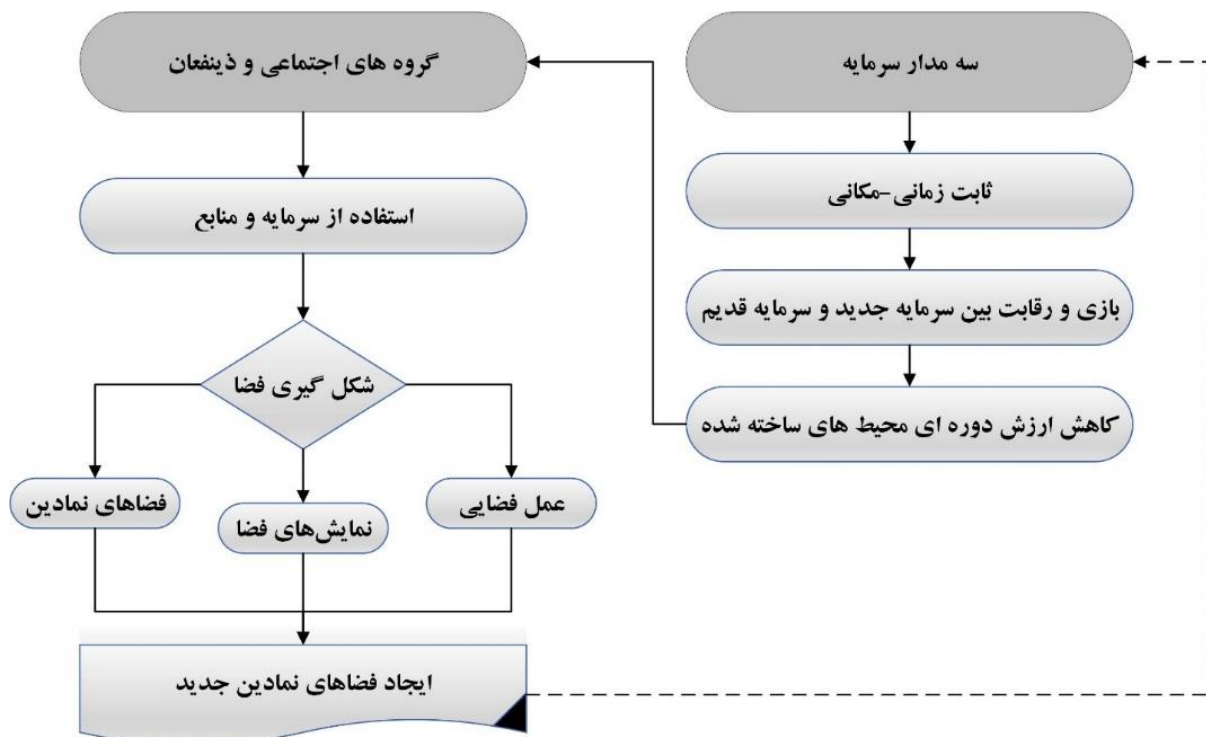 سه مدار سرمایه
ثابت زمانی-مکانی
بازی و رقابت بین سرمایه جدید و سرمایه قدیم
کاهش ارزش دوره ای محیط های ساخته شده
گروه های اجتماعی و ذینفعان
استفاده از سرمایه و منابع
شکل گیری فضا
عمل فضایی
نمایش‌های فضا
فضاهای نمادین
ایجاد فضاهای نمادین جدید